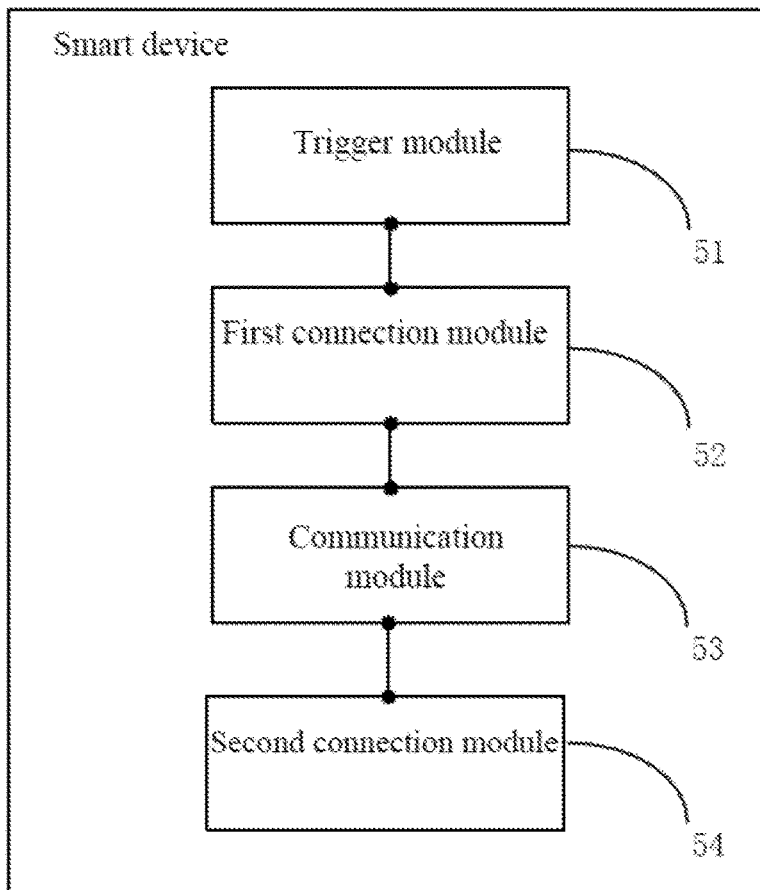 Smart device
Trigger module
51
First connection module
52
Communication
module
53
Second connection module
54